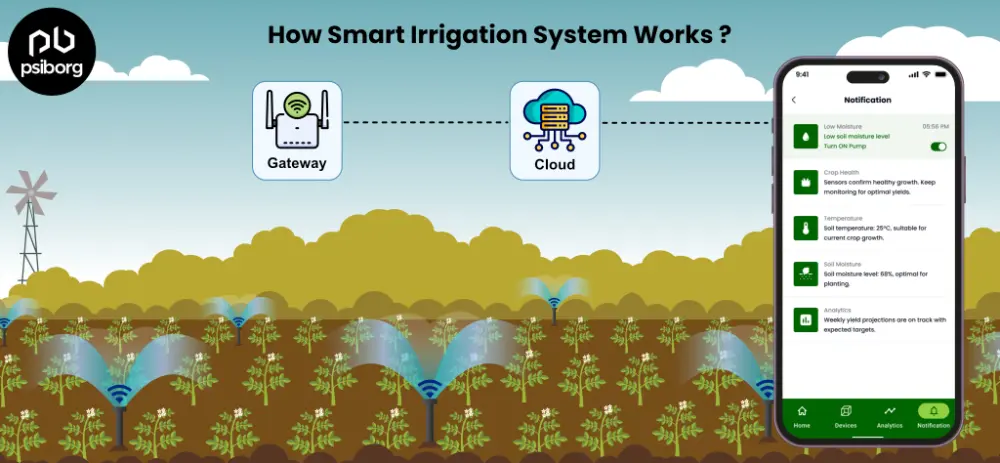 pb
psiborg
How Smart Irrigation System Works ?
Gateway
Cloud
9:41
Notification
Low Moisture 05:56 PM
Low soil moisture level
Turn ON Pump
Crop Health
Sensors confirm healthy growth. Keep
monitoring for optimal yields.
Temperature
Soil temperature: 25°C, suitable for
current crop growth.
Soil Moisture
Soil moisture level: 68%, optimal for
planting.
Analytics
Weekly yield projections are on track with
expected targets.
Home Devices Analytics Notification